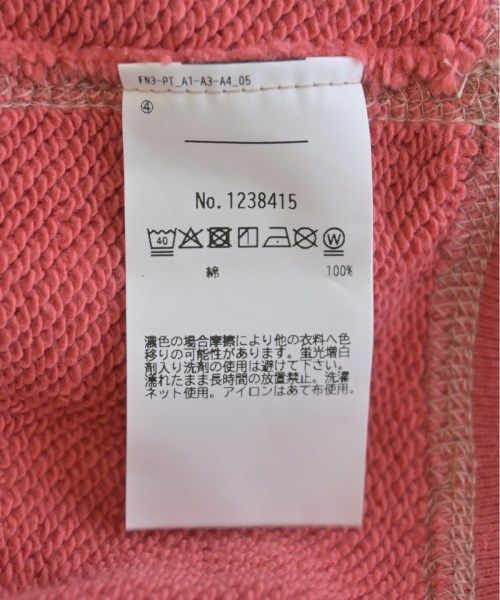 FN3-PT_A1-A3-A4_05
④
No.1238415
40 W
綿 100%
濃色の場合摩擦により他の衣料へ色
移りの可能性があります。蛍光増白
剤入り洗剤の使用は避けて下さい。
濡れたまま長時間の放置禁止。洗濯
ネット使用。アイロンはあて布使用。